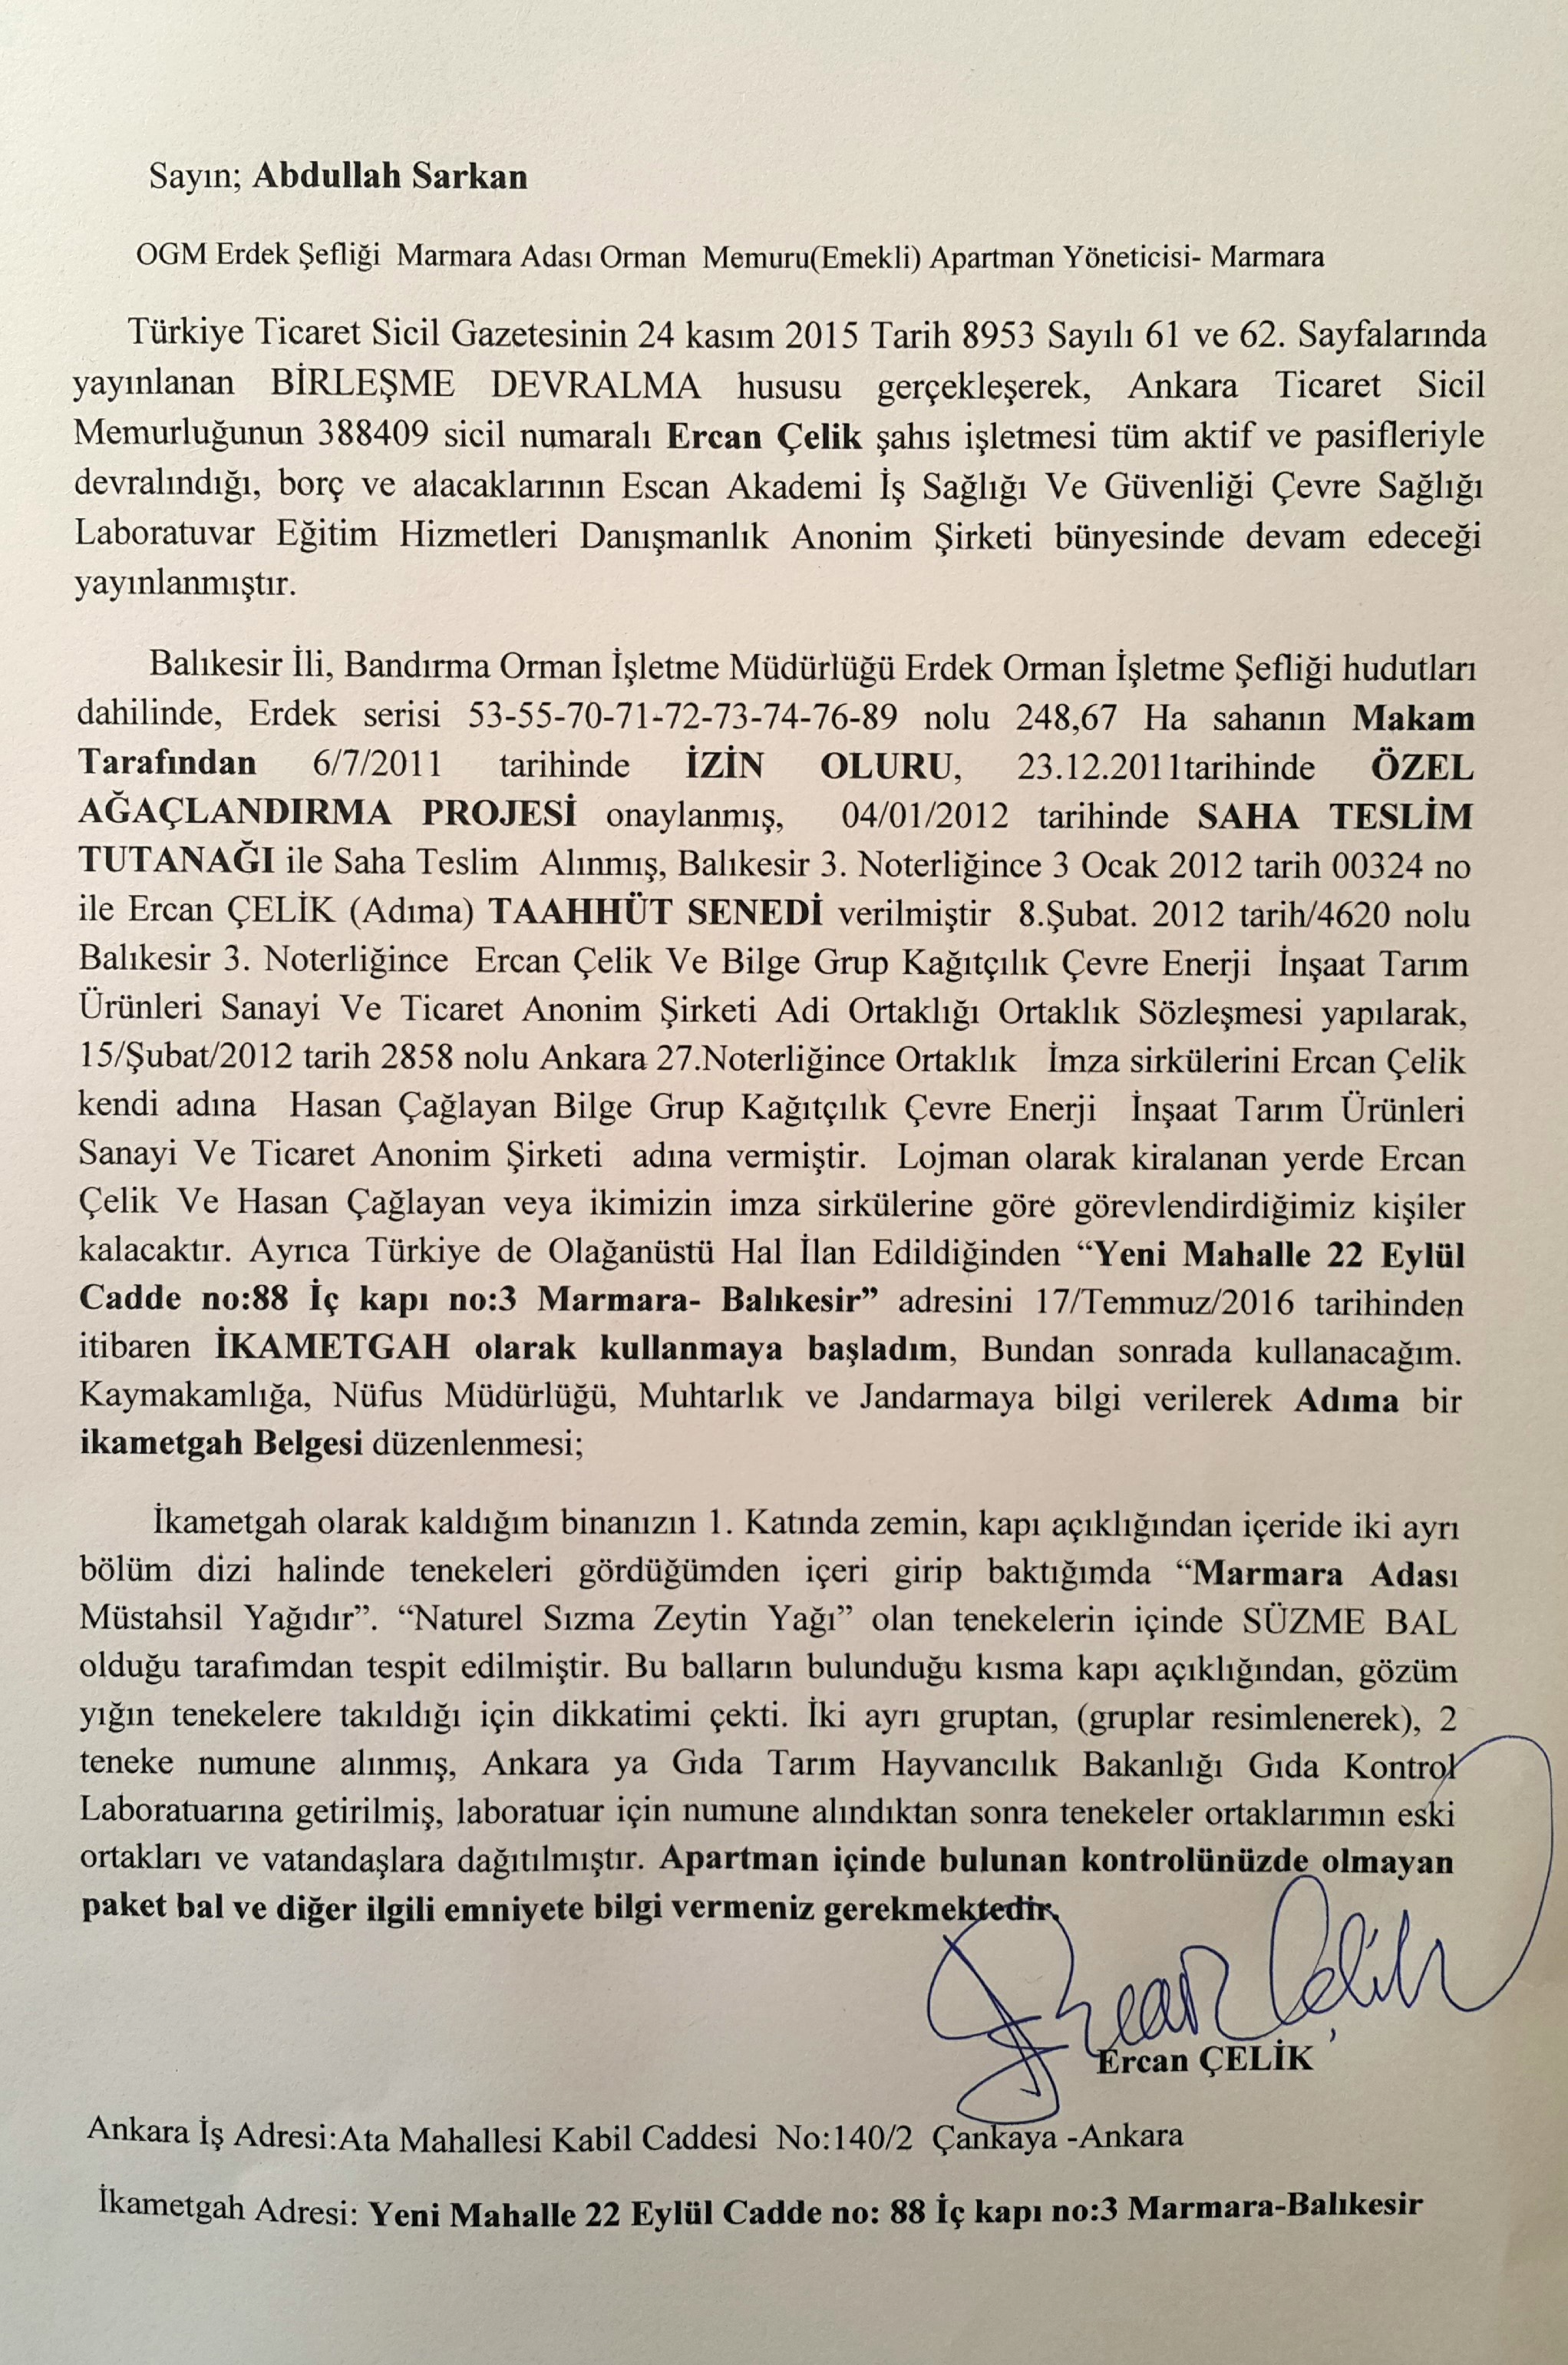 Sayın; Abdullah Sarkan
OGM Erdek Şefliği Marmara Adası Orman Memuru(Emekli) Apartman Yöneticisi- Marmara
Türkiye Ticaret Sicil Gazetesinin 24 kasım 2015 Tarih 8953 Sayılı 61 ve 62. Sayfalarında
yayınlanan BİRLEŞME DEVRALMA hususu gerçekleşerek, Ankara Ticaret Sicil
Memurluğunun 388409 sicil numaralı Ercan Çelik şahıs işletmesi tüm aktif ve pasifleriyle
devralındığı, borç ve alacaklarının Escan Akademi İş Sağlığı Ve Güvenliği Çevre Sağlığı
Laboratuvar Eğitim Hizmetleri Danışmanlık Anonim Şirketi bünyesinde devam edeceği
yayınlanmıştır.
Balıkesir İli, Bandırma Orman İşletme Müdürlüğü Erdek Orman İşletme Şefliği hudutları
dahilinde, Erdek serisi 53-55-70-71-72-73-74-76-89 nolu 248,67 Ha sahanın Makam
Tarafından 6/7/2011 tarihinde İZİN OLURU, 23.12.2011tarihinde ÖZEL
AĞAÇLANDIRMA PROJESİ onaylanmış, 04/01/2012 tarihinde SAHA TESLİM
TUTANAĞI ile Saha Teslim Alınmış, Balıkesir 3. Noterliğince 3 Ocak 2012 tarih 00324 no
ile Ercan ÇELİK (Adıma) TAAHHÜT SENEDİ verilmiştir 8.Şubat. 2012 tarih/4620 nolu
Balıkesir 3. Noterliğince Ercan Çelik Ve Bilge Grup Kağıtçılık Çevre Enerji İnşaat Tarım
Ürünleri Sanayi Ve Ticaret Anonim Şirketi Adi Ortaklığı Ortaklık Sözleşmesi yapılarak,
15/Şubat/2012 tarih 2858 nolu Ankara 27.Noterliğince Ortaklık İmza sirkülerini Ercan Çelik
kendi adına Hasan Çağlayan Bilge Grup Kağıtçılık Çevre Enerji İnşaat Tarım Ürünleri
Sanayi Ve Ticaret Anonim Şirketi adına vermiştir. Lojman olarak kiralanan yerde Ercan
Çelik Ve Hasan Çağlayan veya ikimizin imza sirkülerine göre görevlendirdiğimiz kişiler
kalacaktır. Ayrıca Türkiye de Olağanüstü Hal İlan Edildiğinden “Yeni Mahalle 22 Eylül
Cadde no:88 İç kapı no:3 Marmara- Balıkesir” adresini 17/Temmuz/2016 tarihinden
itibaren İKAMETGAH olarak kullanmaya başladım, Bundan sonrada kullanacağım.
Kaymakamlığa, Nüfus Müdürlüğü, Muhtarlık ve Jandarmaya bilgi verilerek Adıma bir
ikametgah Belgesi düzenlenmesi;
İkametgah olarak kaldığım binanızın 1. Katında zemin, kapı açıklığından içeride iki ayrı
bölüm dizi halinde tenekeleri gördüğümden içeri girip baktığımda “Marmara Adası
Müstahsil Yağıdır”. “Naturel Sızma Zeytin Yağı” olan tenekelerin içinde SÜZME BAL
olduğu tarafımdan tespit edilmiştir. Bu balların bulunduğu kısma kapı açıklığından, gözüm
yığın tenekelere takıldığı için dikkatimi çekti. İki ayrı gruptan, (gruplar resimlenerek), 2
teneke numune alınmış, Ankara ya Gıda Tarım Hayvancılık Bakanlığı Gıda Kontrol
Laboratuarına getirilmiş, laboratuar için numune alındıktan sonra tenekeler ortaklarımın eski
ortakları ve vatandaşlara dağıtılmıştır. Apartman içinde bulunan kontrolünüzde olmayan
paket bal ve diğer ilgili emniyete bilgi vermeniz gerekmektedir.
Ercan Çelik
Ercan ÇELİK
Ankara İş Adresi:Ata Mahallesi Kabil Caddesi No:140/2 Çankaya -Ankara
İkametgah Adresi: Yeni Mahalle 22 Eylül Cadde no: 88 İç kapı no:3 Marmara-Balıkesir